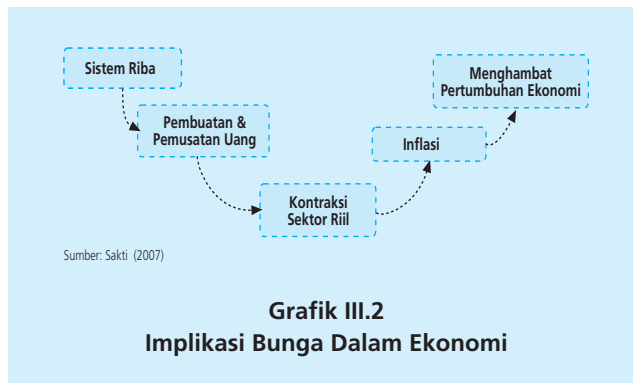 Sistem Riba
Pembuatan &
Pemusatan Uang
Kontraksi
Sektor Riil
Inflasi
Menghambat
Pertumbuhan Ekonomi
Sumber: Sakti (2007)
Grafik III.2
Implikasi Bunga Dalam Ekonomi